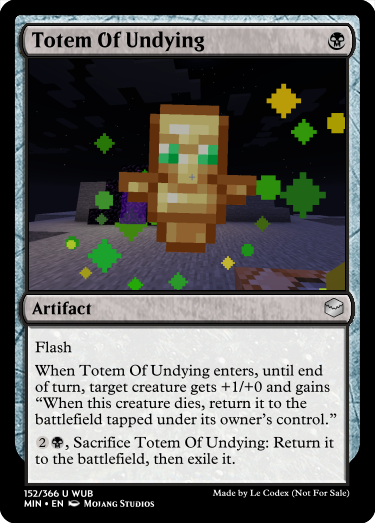 Totem Of Undying
Artifact
Flash
When Totem Of Undying enters, until end
of turn, target creature gets +1/+0 and gains
“When this creature dies, return it to the
battlefield tapped under its owner’s control.”
2, Sacrifice Totem Of Undying: Return it
to the battlefield, then exile it.
152/366 U WUB
MIN • EN Mojang Studios
Made by Le Codex (Not For Sale)